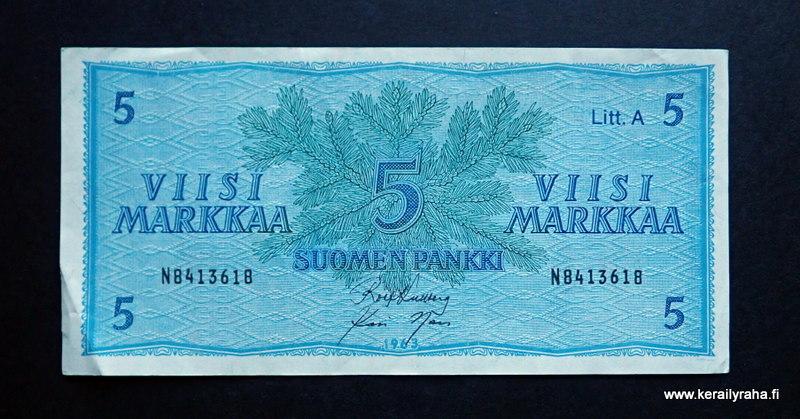 5 Litt. A 5
VIISI MARKKAA
5
VIISI MARKKAA
SUOMEN PANKKI
N8413618 N8413618
5 5
1963
www.kerailyraha.fi